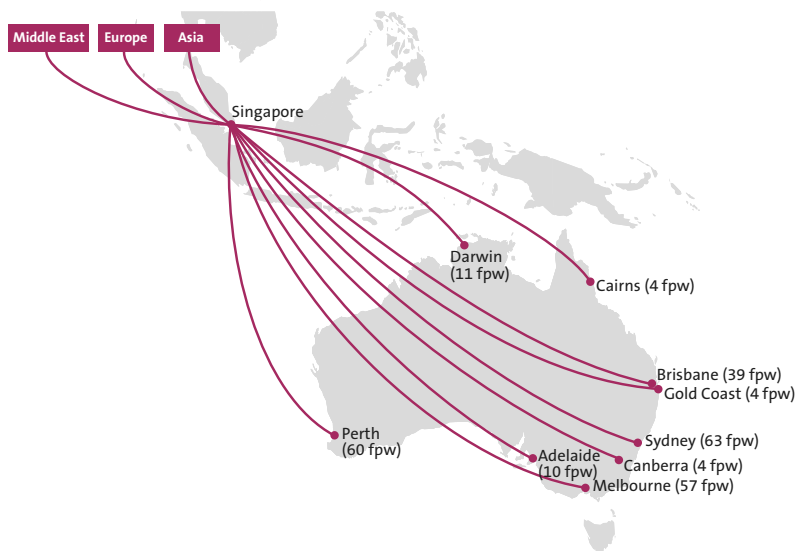 Middle East
Europe
Asia
Singapore
Darwin
(11 fpw)
Cairns (4 fpw)
Brisbane (39 fpw)
Gold Coast (4 fpw)
Perth
(60 fpw)
Sydney (63 fpw)
Adelaide
(10 fpw)
Canberra (4 fpw)
Melbourne (57 fpw)